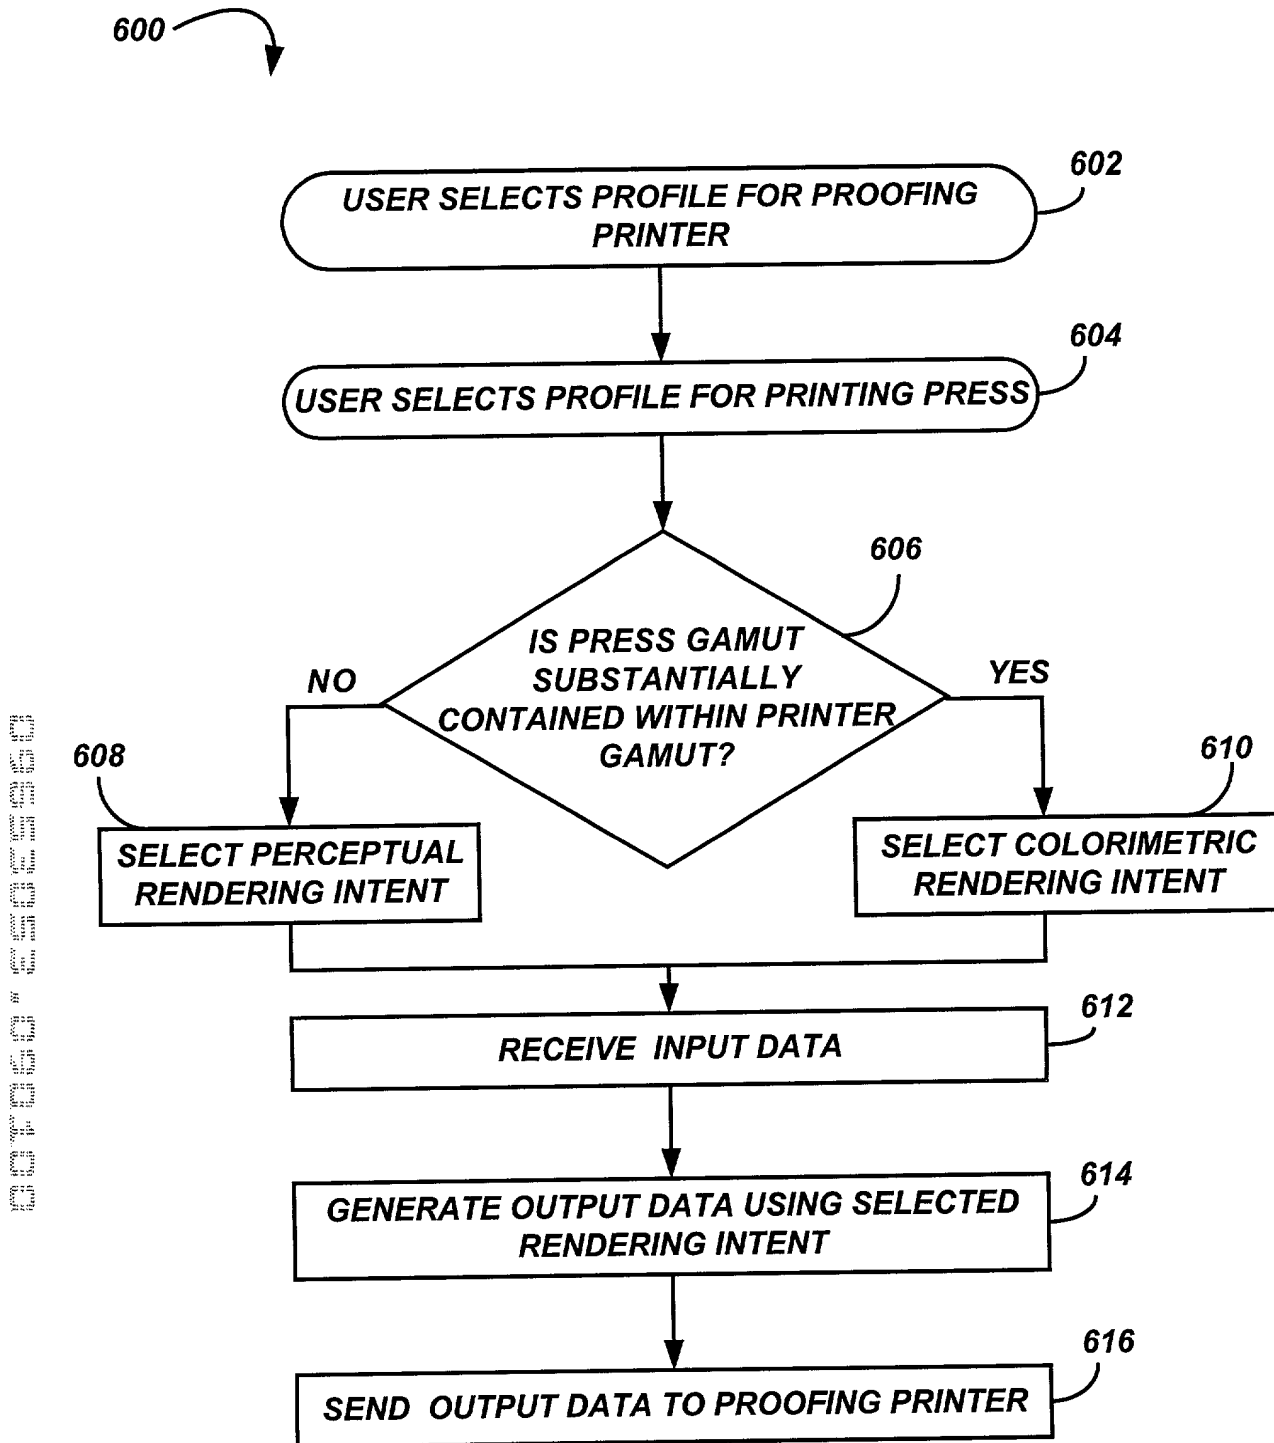 600
602
USER SELECTS PROFILE FOR PROOFING
PRINTER
604
USER SELECTS PROFILE FOR PRINTING PRESS
606
IS PRESS GAMUT
SUBSTANTIALLY
CONTAINED WITHIN PRINTER
GAMUT?
NO
YES
608
SELECT PERCEPTUAL
RENDERING INTENT
610
SELECT COLORIMETRIC
RENDERING INTENT
612
RECEIVE INPUT DATA
614
GENERATE OUTPUT DATA USING SELECTED
RENDERING INTENT
616
SEND OUTPUT DATA TO PROOFING PRINTER